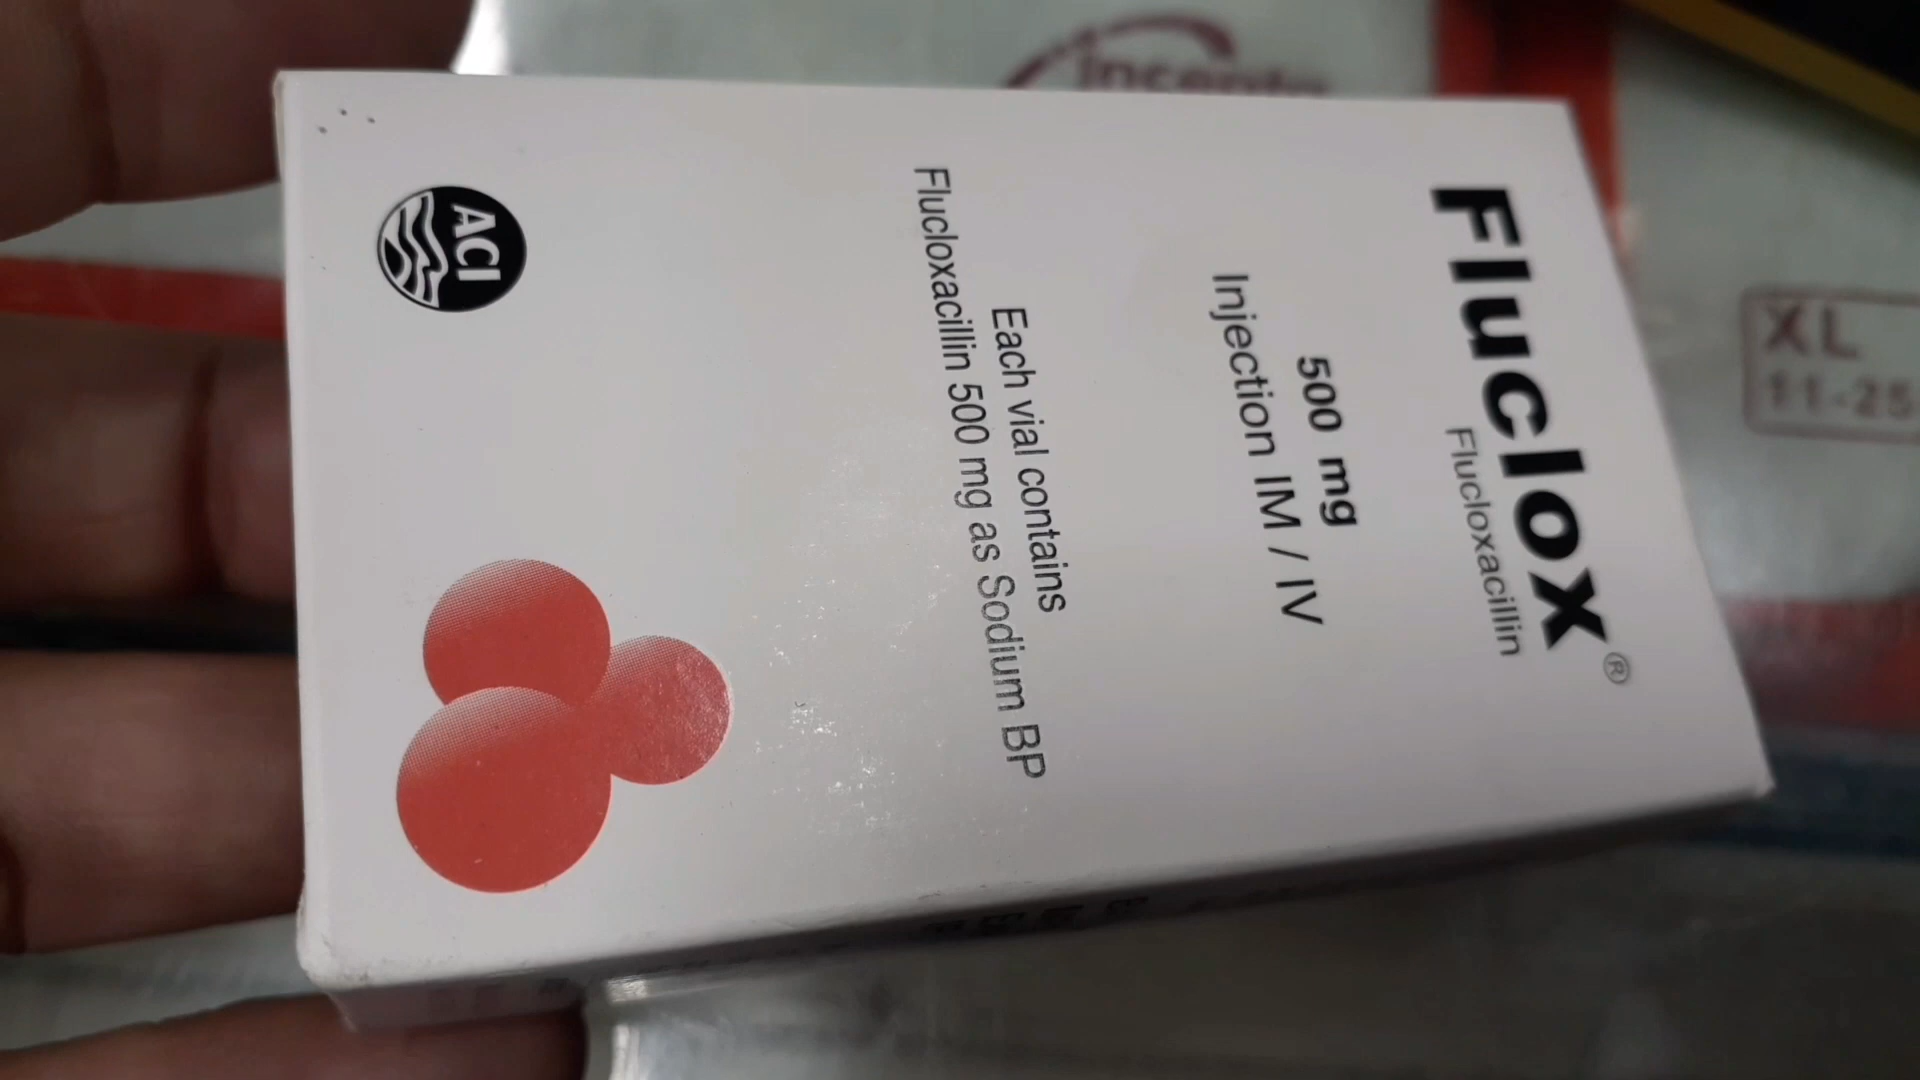 Fluclox®
Flucloxacillin
500 mg
Injection IM / IV
Each vial contains
Flucloxacillin 500 mg as Sodium BP
ACI
XL
11-25